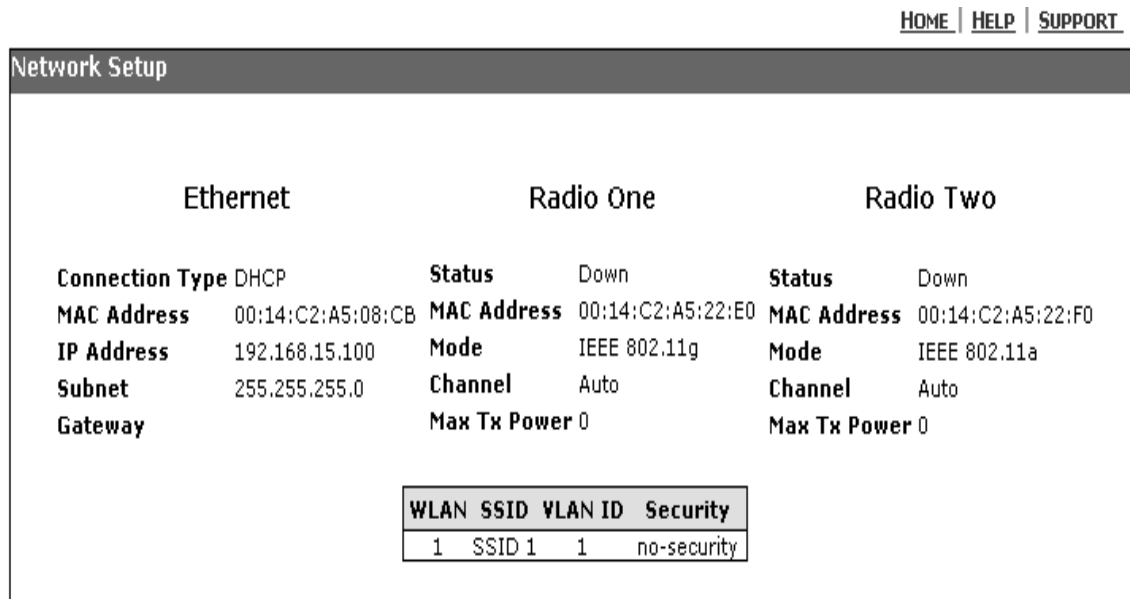 HOME | HELP | SUPPORT
Network Setup
Ethernet
Connection Type DHCP
MAC Address 00:14:C2:A5:08:CB
IP Address 192.168.15.100
Subnet 255.255.255.0
Gateway
Radio One
Status Down
MAC Address 00:14:C2:A5:22:E0
Mode IEEE 802.11g
Channel Auto
Max Tx Power 0
Radio Two
Status Down
MAC Address 00:14:C2:A5:22:F0
Mode IEEE 802.11a
Channel Auto
Max Tx Power 0
WLAN SSID VLAN ID Security
1 SSID 1 1 no-security